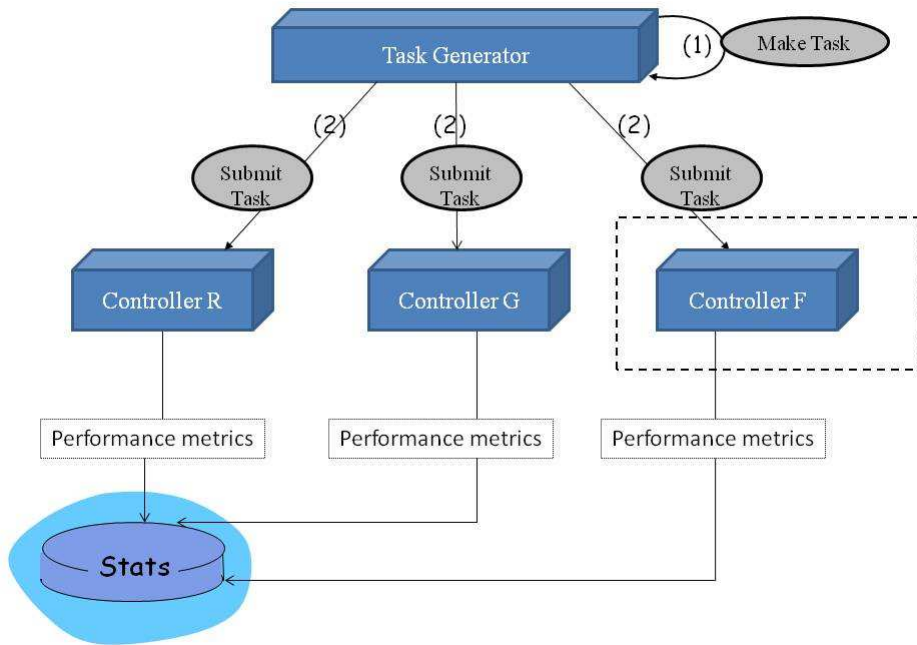 Task Generator
(1)
Make Task
(2)
(2)
(2)
Submit
Task
Submit
Task
Submit
Task
Controller R
Controller G
Controller F
Performance metrics
Performance metrics
Performance metrics
Stats